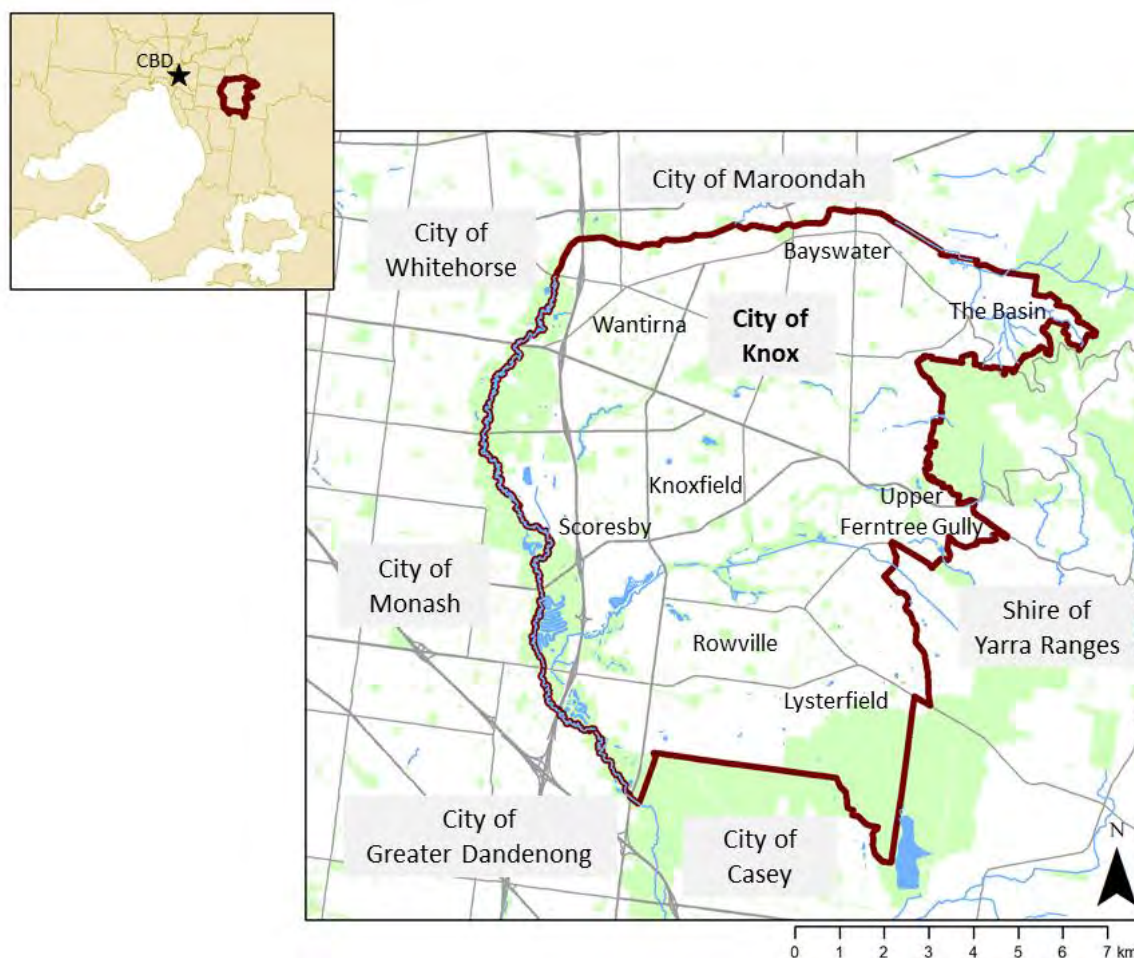 CBD
City of Maroondah
City of
Whitehorse
Bayswater
The Basin
Wantirna
City of
Knox
Knoxfield
Upper
Ferntree Gully
Scoresby
City of
Monash
Shire of
Yarra Ranges
Rowville
Lysterfield
City of
Greater Dandenong
City of
Casey
N
0 1 2 3 4 5 6 7 km